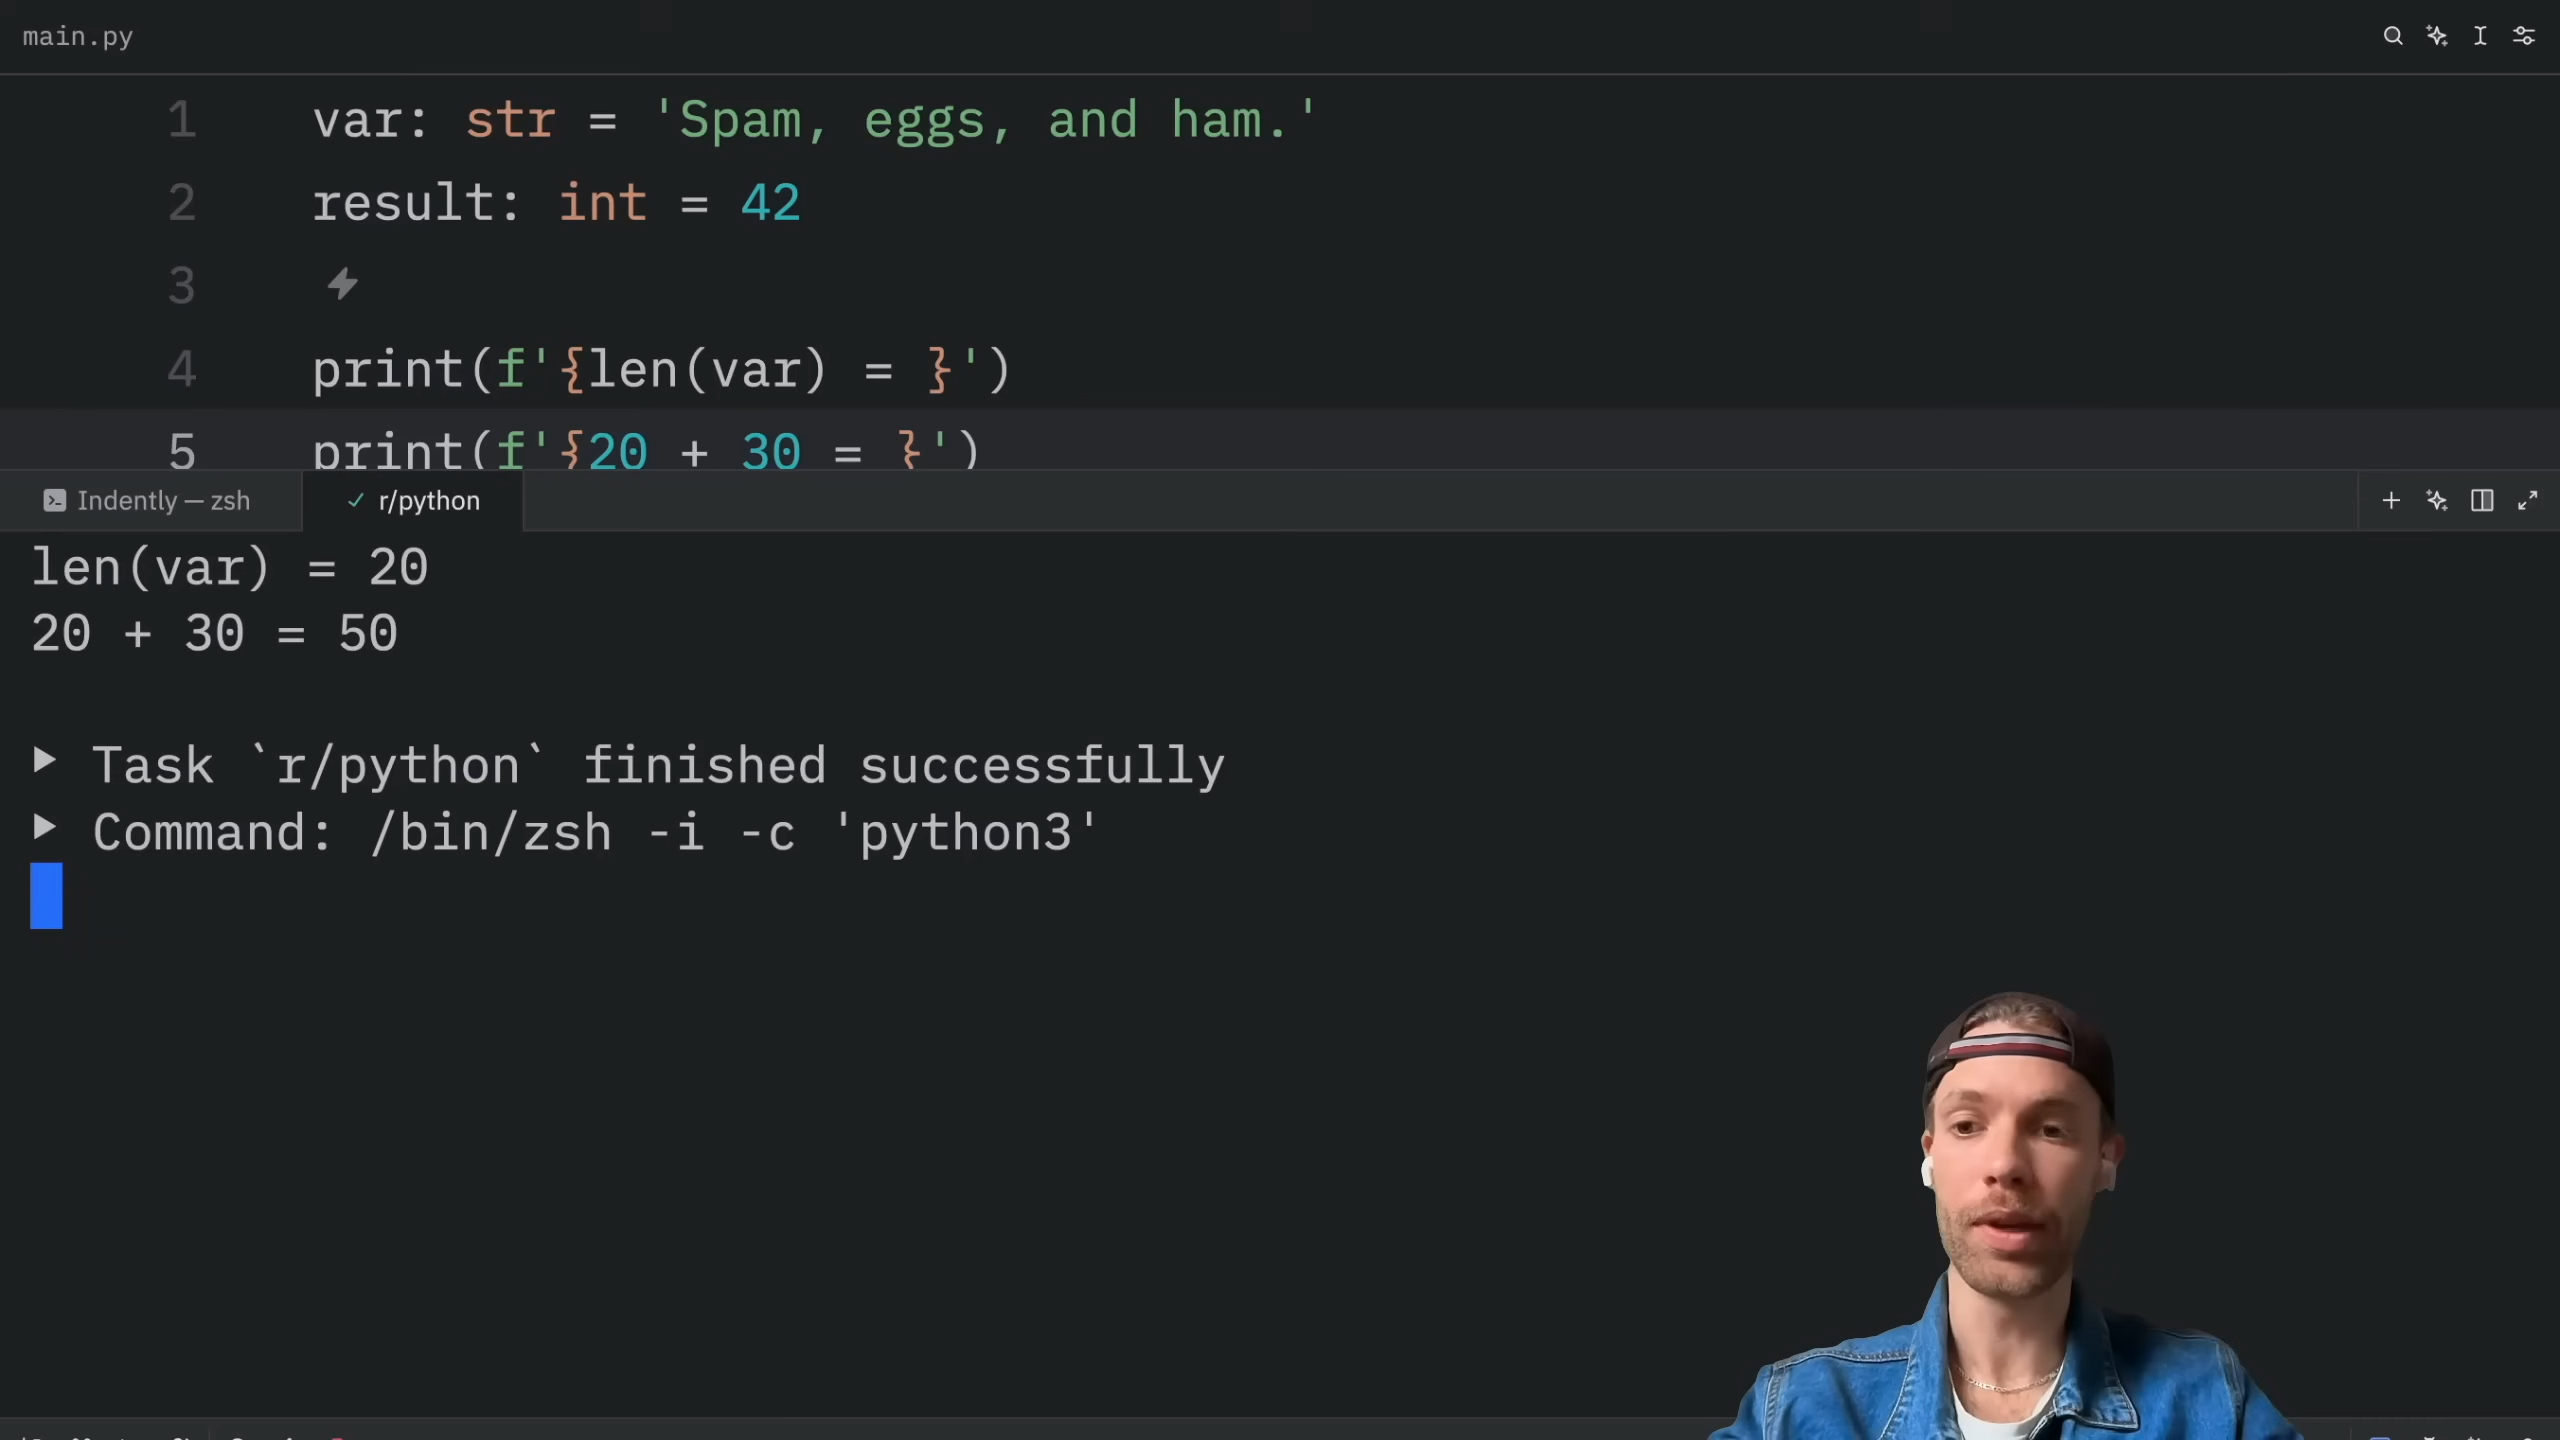 main.py
1 var: str = 'Spam, eggs, and ham.'
2 result: int = 42
3
4 print(f'{len(var) = }')
5 print(f'{20 + 30 = }')
Indently — zsh
r/python
len(var) = 20
20 + 30 = 50
Task `r/python` finished successfully
Command: /bin/zsh -i -c 'python3'